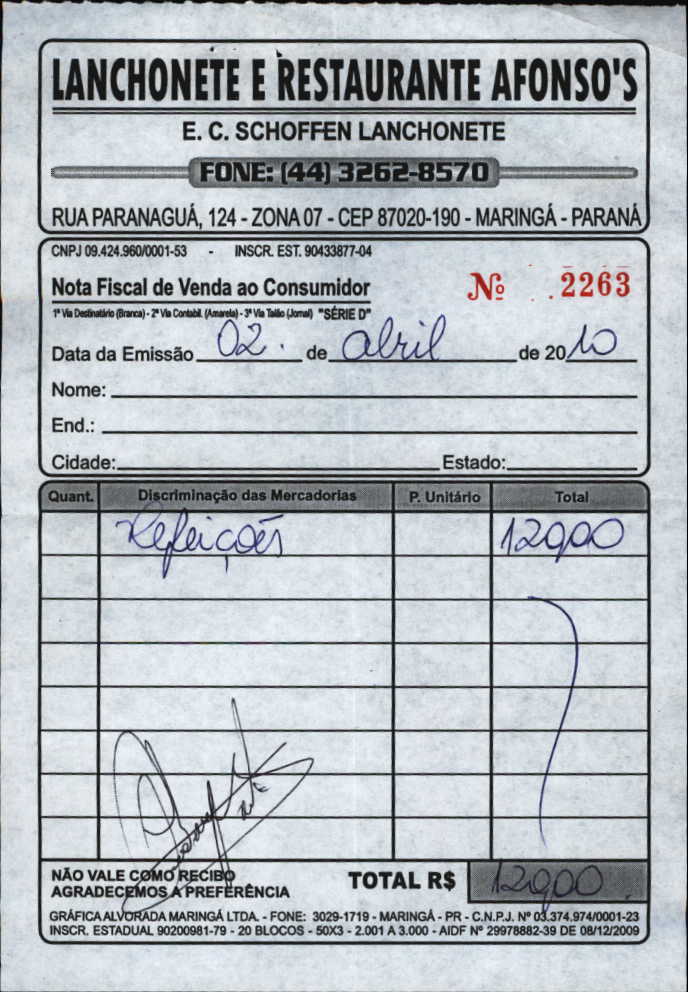 LANCHONETE E RESTAURANTE AFONSO'S
E. C. SCHOFFEN LANCHONETE
FONE: (44) 3262-8570
RUA PARANAGUÁ, 124 - ZONA 07 - CEP 87020-190 - MARINGÁ - PARANÁ
CNPJ 09.424.960/0001-53 - INSCR. EST. 90433877-04
Nota Fiscal de Venda ao Consumidor Nº 2263
1ª Via Destinatário (Branca) - 2ª Via Contabil. (Amarela) - 3ª Via Talão (Jornal) "SÉRIE D"
Data da Emissão 02. de abril de 2010
Nome:
End.:
Cidade: Estado:
Quant. Discriminação das Mercadorias P. Unitário Total
Refeições 129,00
NÃO VALE COMO RECIBO
AGRADECEMOS A PREFERÊNCIA
TOTAL R$ 129,00
GRÁFICA ALVORADA MARINGÁ LTDA. - FONE: 3029-1719 - MARINGÁ - PR - C.N.P.J. Nº 03.374.974/0001-23
INSCR. ESTADUAL 90200981-79 - 20 BLOCOS - 50X3 - 2.001 A 3.000 - AIDF Nº 29978882-39 DE 08/12/2009